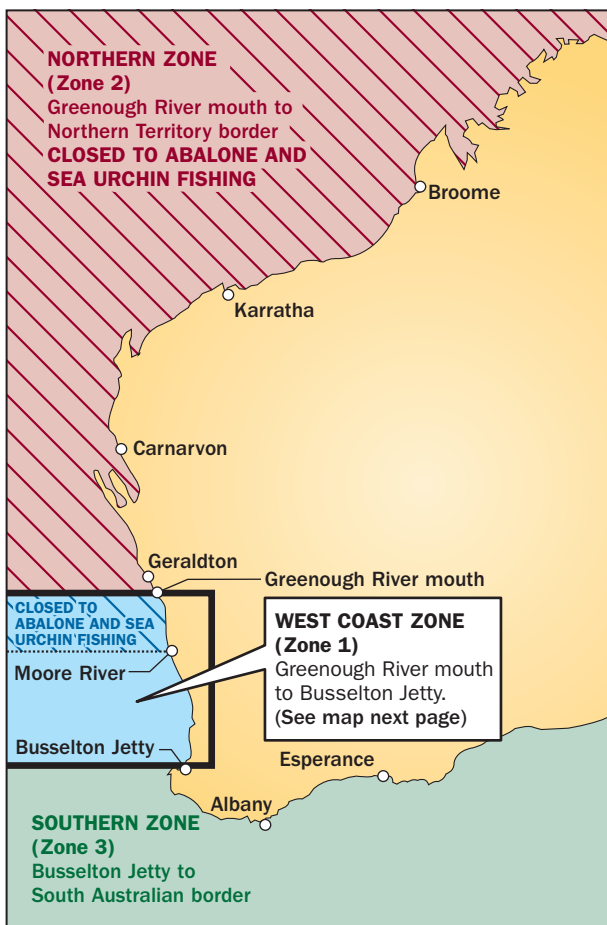 NORTHERN ZONE
(Zone 2)
Greenough River mouth to
Northern Territory border
CLOSED TO ABALONE AND
SEA URCHIN FISHING
Broome
Karratha
Carnarvon
Geraldton
Greenough River mouth
CLOSED TO
ABALONE AND SEA
URCHIN FISHING
Moore River
WEST COAST ZONE
(Zone 1)
Greenough River mouth
to Busselton Jetty.
(See map next page)
Busselton Jetty
Esperance
Albany
SOUTHERN ZONE
(Zone 3)
Busselton Jetty to
South Australian border